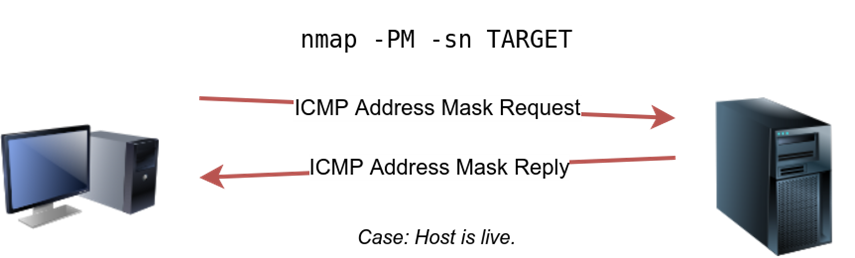 nmap -PM -sn TARGET
ICMP Address Mask Request
ICMP Address Mask Reply
Case: Host is live.